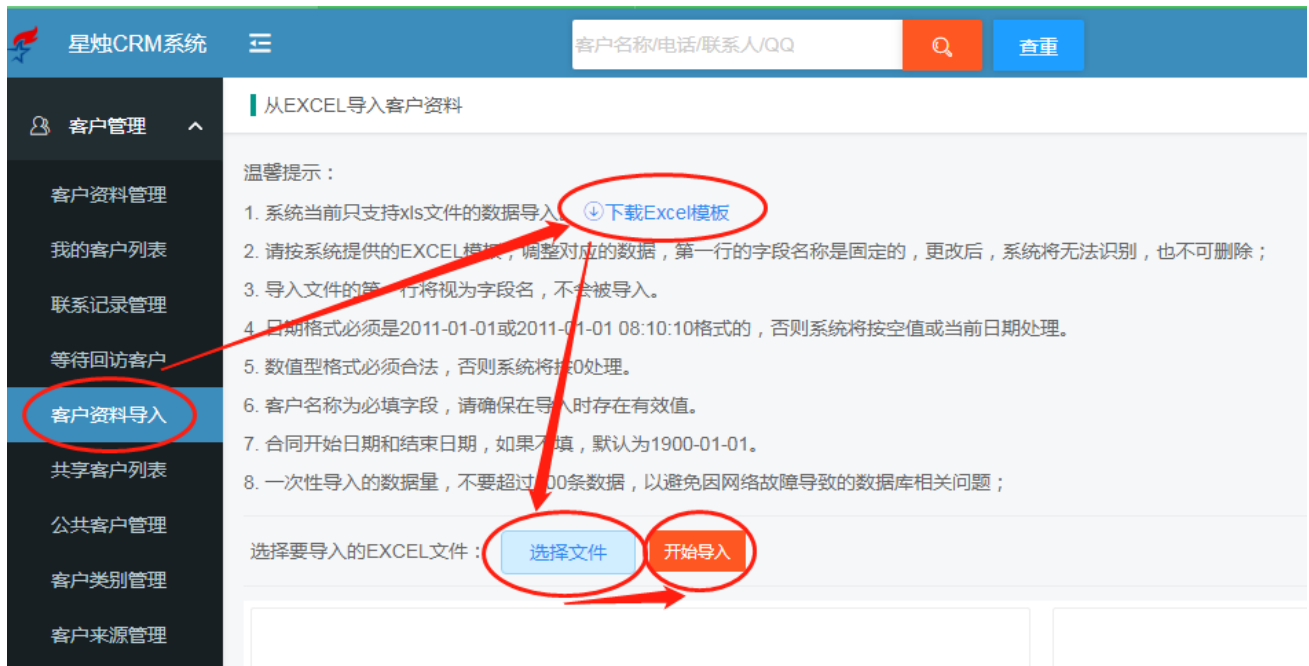 星烛CRM系统
客户名称/电话/联系人/QQ
查重
客户管理
客户资料管理
我的客户列表
联系记录管理
等待回访客户
客户资料导入
共享客户列表
公共客户管理
客户类别管理
客户来源管理
从EXCEL导入客户资料
温馨提示：
1. 系统当前只支持xls文件的数据导入。 下载Excel模板
2. 请按系统提供的EXCEL模板，调整对应的数据，第一行的字段名称是固定的，更改后，系统将无法识别，也不可删除；
3. 导入文件的第一行将视为字段名，不会被导入。
4. 日期格式必须是2011-01-01或2011-01-01 08:10:10格式的，否则系统将按空值或当前日期处理。
5. 数值型格式必须合法，否则系统将按0处理。
6. 客户名称为必填字段，请确保在导入时存在有效值。
7. 合同开始日期和结束日期，如果不填，默认为1900-01-01。
8. 一次性导入的数据量，不要超过00条数据，以避免因网络故障导致的数据库相关问题；
选择要导入的EXCEL文件： 选择文件 开始导入